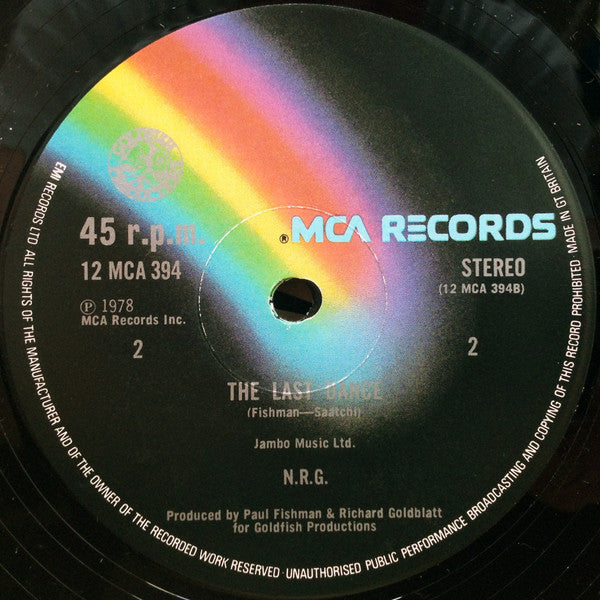 EMI RECORDS LTD ALL RIGHTS OF THE MANUFACTURER AND OF THE OWNER OF THE RECORDED WORK RESERVED · UNAUTHORISED PUBLIC PERFORMANCE BROADCASTING AND COPYING OF THIS RECORD PROHIBITED MADE IN GT BRITAIN
® MCA RECORDS
45 r.p.m.
12 MCA 394
STEREO
(12 MCA 394B)
Ⓟ 1978
MCA Records Inc.
2
2
THE LAST DANCE
(Fishman—Saatchi)
Jambo Music Ltd.
N.R.G.
Produced by Paul Fishman & Richard Goldblatt
for Goldfish Productions